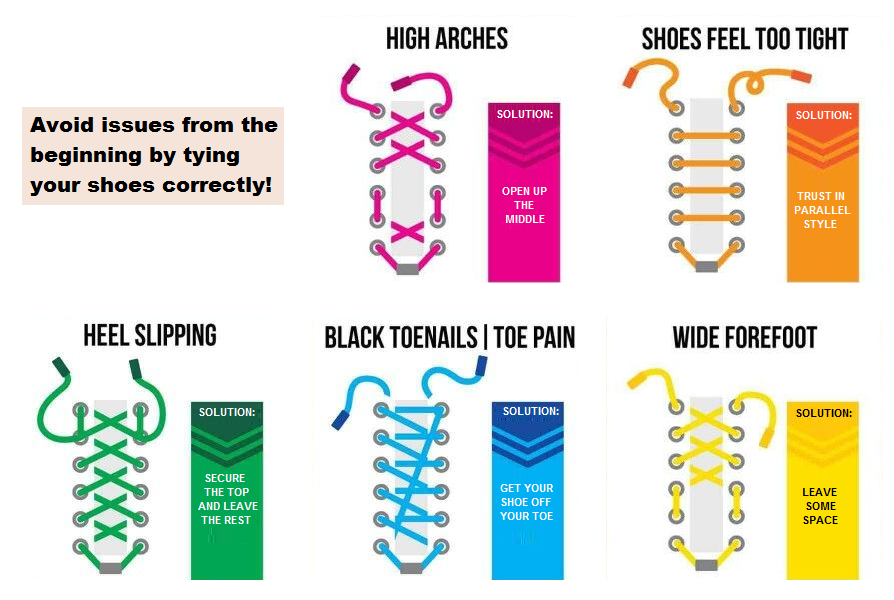 Avoid issues from the
beginning by tying
your shoes correctly!
HIGH ARCHES
SOLUTION:
OPEN UP
THE
MIDDLE
SHOES FEEL TOO TIGHT
SOLUTION:
TRUST IN
PARALLEL
STYLE
HEEL SLIPPING
SOLUTION:
SECURE
THE TOP
AND LEAVE
THE REST
BLACK TOENAILS | TOE PAIN
SOLUTION:
GET YOUR
SHOE OFF
YOUR TOE
WIDE FOREFOOT
SOLUTION:
LEAVE
SOME
SPACE